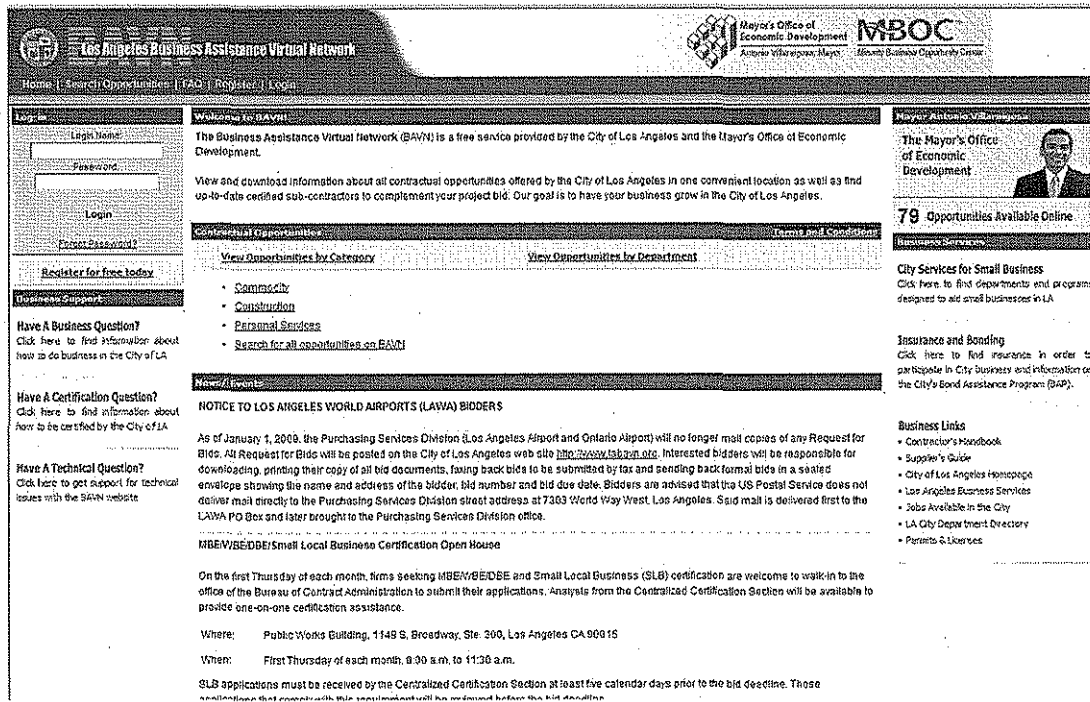 BAVN
Los Angeles Business Assistance Virtual Network
Mayor's Office of
Economic Development
Antonio Villaraigosa, Mayor
MBOC
Minority Business Opportunity Center
Home | Search Opportunities | FAQ | Register | Login
Log-in
Login Name:
Password:
Login
Forgot Password?
Register for free today
Business Support
Have A Business Question?
Click here to find information about
how to do business in the City of LA
Have A Certification Question?
Click here to find information about
how to be certified by the City of LA
Have A Technical Question?
Click here to get support for technical
issues with the BAVN website
Welcome to BAVN!
The Business Assistance Virtual Network (BAVN) is a free service provided by the City of Los Angeles and the Mayor's Office of Economic
Development.
View and download information about all contractual opportunities offered by the City of Los Angeles in one convenient location as well as find
up-to-date certified sub-contractors to complement your project bid. Our goal is to have your business grow in the City of Los Angeles.
Contractual Opportunities
Terms and Conditions
View Opportunities by Category
View Opportunities by Department
• Commodity
• Construction
• Personal Services
• Search for all opportunities on BAVN
News / Events
NOTICE TO LOS ANGELES WORLD AIRPORTS (LAWA) BIDDERS
As of January 1, 2009, the Purchasing Services Division (Los Angeles Airport and Ontario Airport) will no longer mail copies of any Request for
Bids. All Request for Bids will be posted on the City of Los Angeles web site http://www.labavn.org. Interested bidders will be responsible for
downloading, printing their copy of all bid documents, faxing back bids to be submitted by fax and sending back formal bids in a sealed
envelope showing the name and address of the bidder, bid number and bid due date. Bidders are advised that the US Postal Service does not
deliver mail directly to the Purchasing Services Division street address at 7303 World Way West, Los Angeles. Said mail is delivered first to the
LAWA PO Box and later brought to the Purchasing Services Division office.
MBE/WBE/DBE/Small Local Business Certification Open House
On the first Thursday of each month, firms seeking MBE/WBE/DBE and Small Local Business (SLB) certification are welcome to walk-in to the
office of the Bureau of Contract Administration to submit their applications. Analysts from the Centralized Certification Section will be available to
provide one-on-one certification assistance.
Where: Public Works Building, 1149 S. Broadway, Ste. 300, Los Angeles CA 90015
When: First Thursday of each month, 9:00 a.m. to 11:30 a.m.
SLB applications must be received by the Centralized Certification Section at least five calendar days prior to the bid deadline. Those
applications that comply with this requirement will be reviewed before the bid deadline.
Mayor Antonio Villaraigosa
The Mayor's Office
of Economic
Development
79 Opportunities Available Online
Business Services
City Services for Small Business
Click here to find departments and programs
designed to aid small businesses in LA
Insurance and Bonding
Click here to find insurance in order to
participate in City business and information on
the City's Bond Assistance Program (BAP).
Business Links
• Contractor's Handbook
• Supplier's Guide
• City of Los Angeles Homepage
• Los Angeles Business Services
• Jobs Available in the City
• LA City Department Directory
• Permits & Licenses